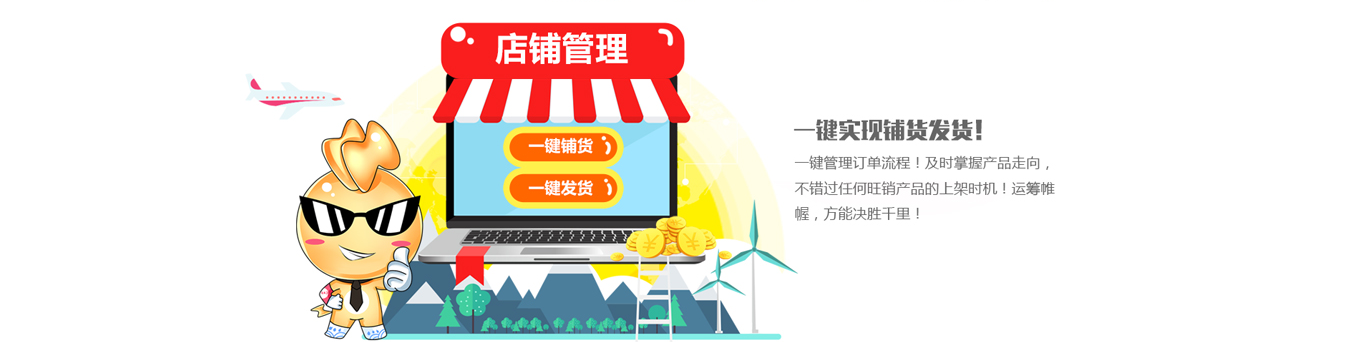 店铺管理
一键铺货
一键发货
一键实现铺货发货！
一键管理订单流程！及时掌握产品走向，
不错过任何旺销产品的上架时机！运筹帷
幄，方能决胜千里！